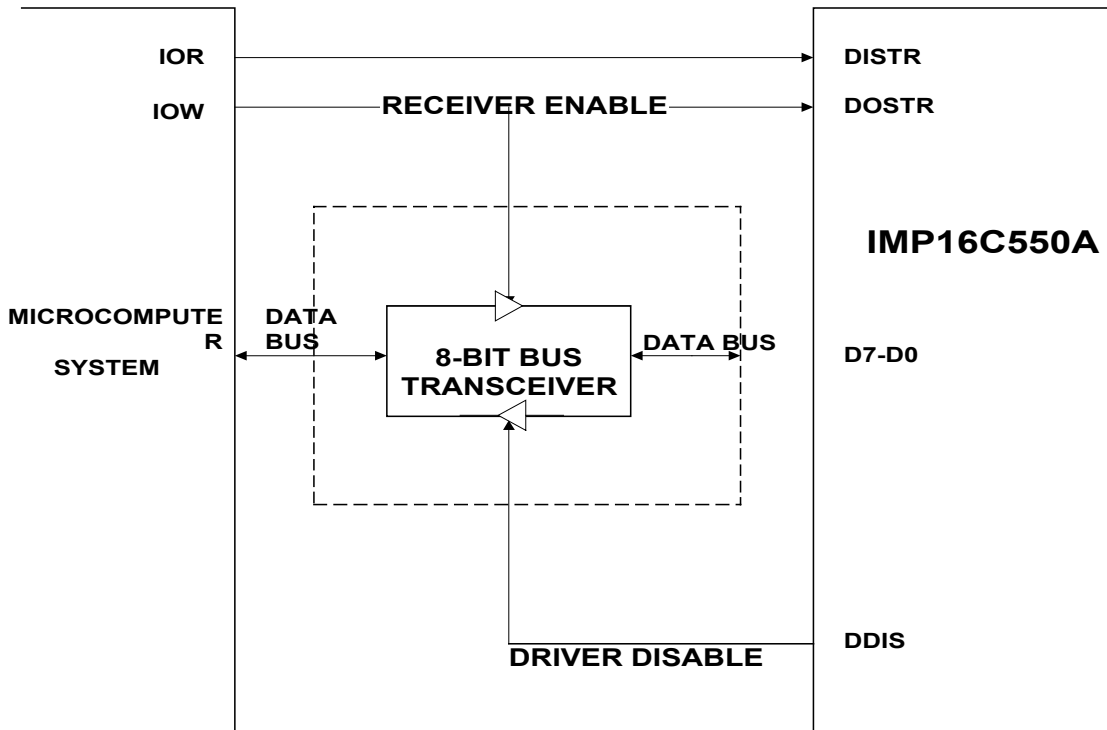 IOR
DISTR
IOW
RECEIVER ENABLE
DOSTR
IMP16C550A
MICROCOMPUTE
R
SYSTEM
DATA
BUS
8-BIT BUS
TRANSCEIVER
DATA BUS
D7-D0
DDIS
DRIVER DISABLE